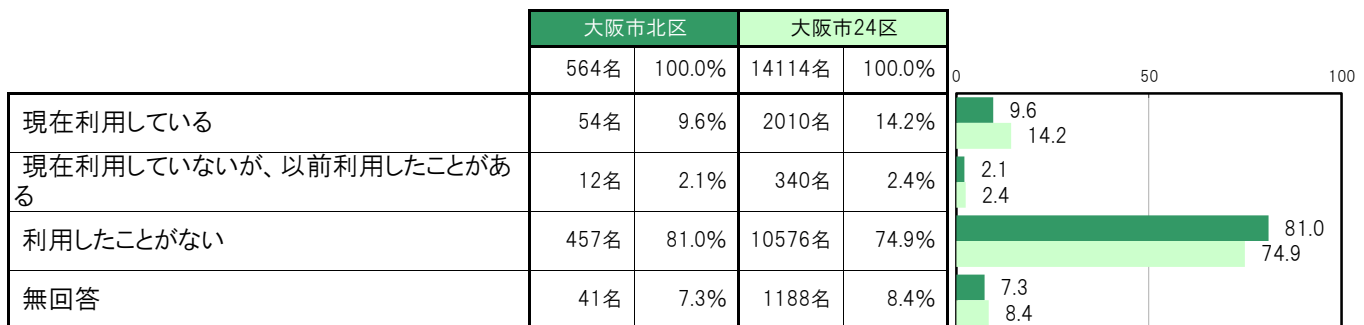 大阪市北区 大阪市24区
564名 100.0% 14114名 100.0%
0 50 100
現在利用している 54名 9.6% 2010名 14.2%
9.6
14.2
現在利用していないが、以前利用したことがあ
る
12名 2.1% 340名 2.4%
2.1
2.4
利用したことがない 457名 81.0% 10576名 74.9%
81.0
74.9
無回答 41名 7.3% 1188名 8.4%
7.3
8.4